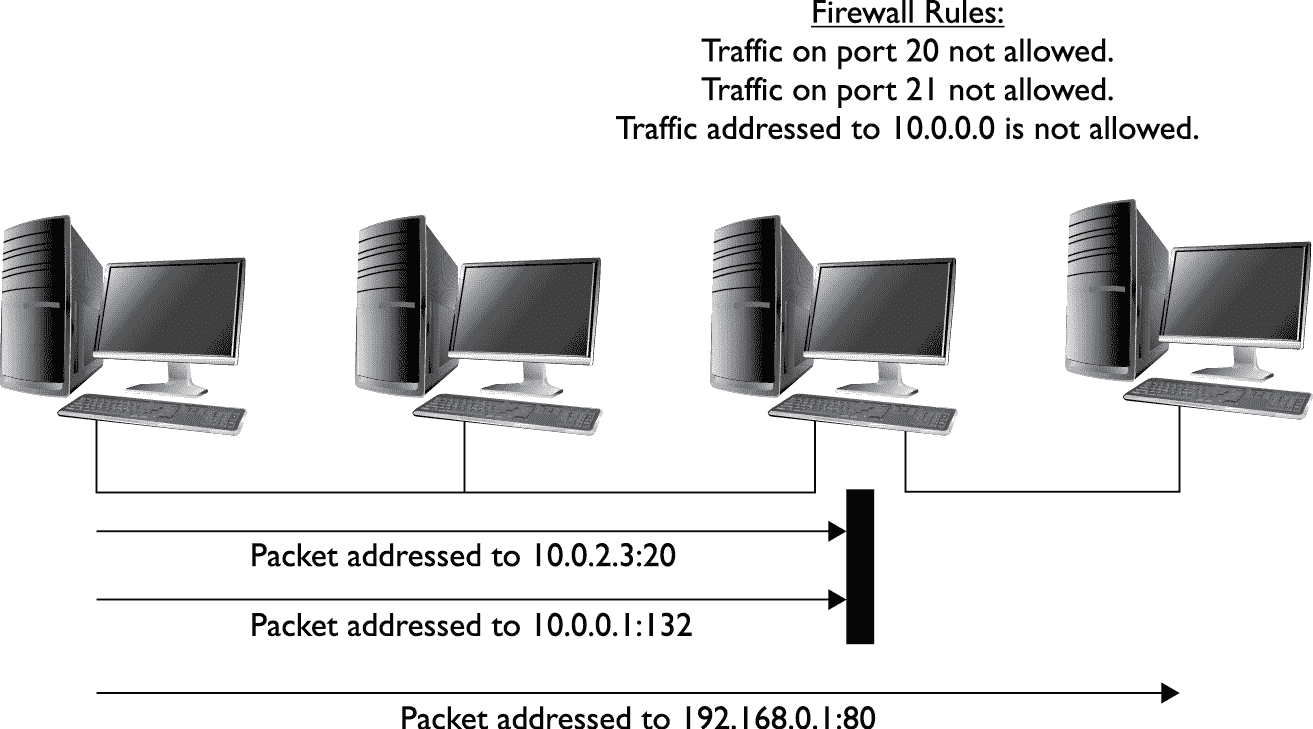 Firewall Rules:
Traffic on port 20 not allowed.
Traffic on port 21 not allowed.
Traffic addressed to 10.0.0.0 is not allowed.
Packet addressed to 10.0.2.3:20
Packet addressed to 10.0.0.1:132
Packet addressed to 192.168.0.1:80